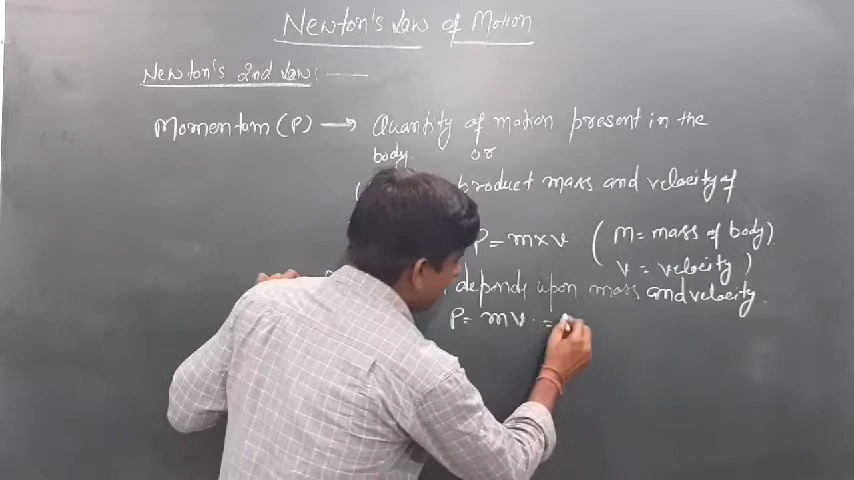 Newton's Law of Motion
Newton's 2nd Law:
Momentum (P) → Quantity of motion present in the
body. or
product mass and velocity of
P = m×v ( M = mass of body)
v = velocity )
depends upon mass and velocity.
P = mv =